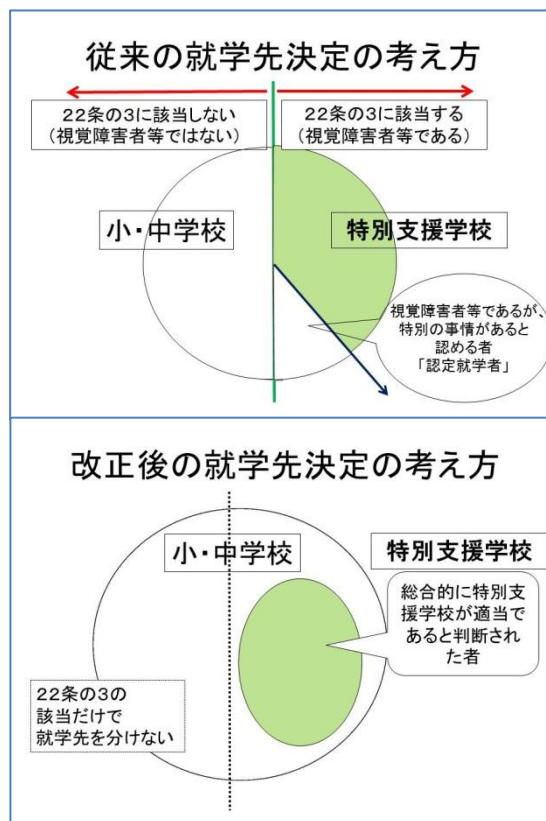 従来の就学先決定の考え方
22条の3に該当しない
(視覚障害者等ではない)
22条の3に該当する
(視覚障害者等である)
小・中学校
特別支援学校
視覚障害者等であるが、
特別の事情があると
認める者
「認定就学者」
改正後の就学先決定の考え方
小・中学校
特別支援学校
総合的に特別支
援学校が適当で
あると判断され
た者
22条の3の
該当だけで
就学先を分けない